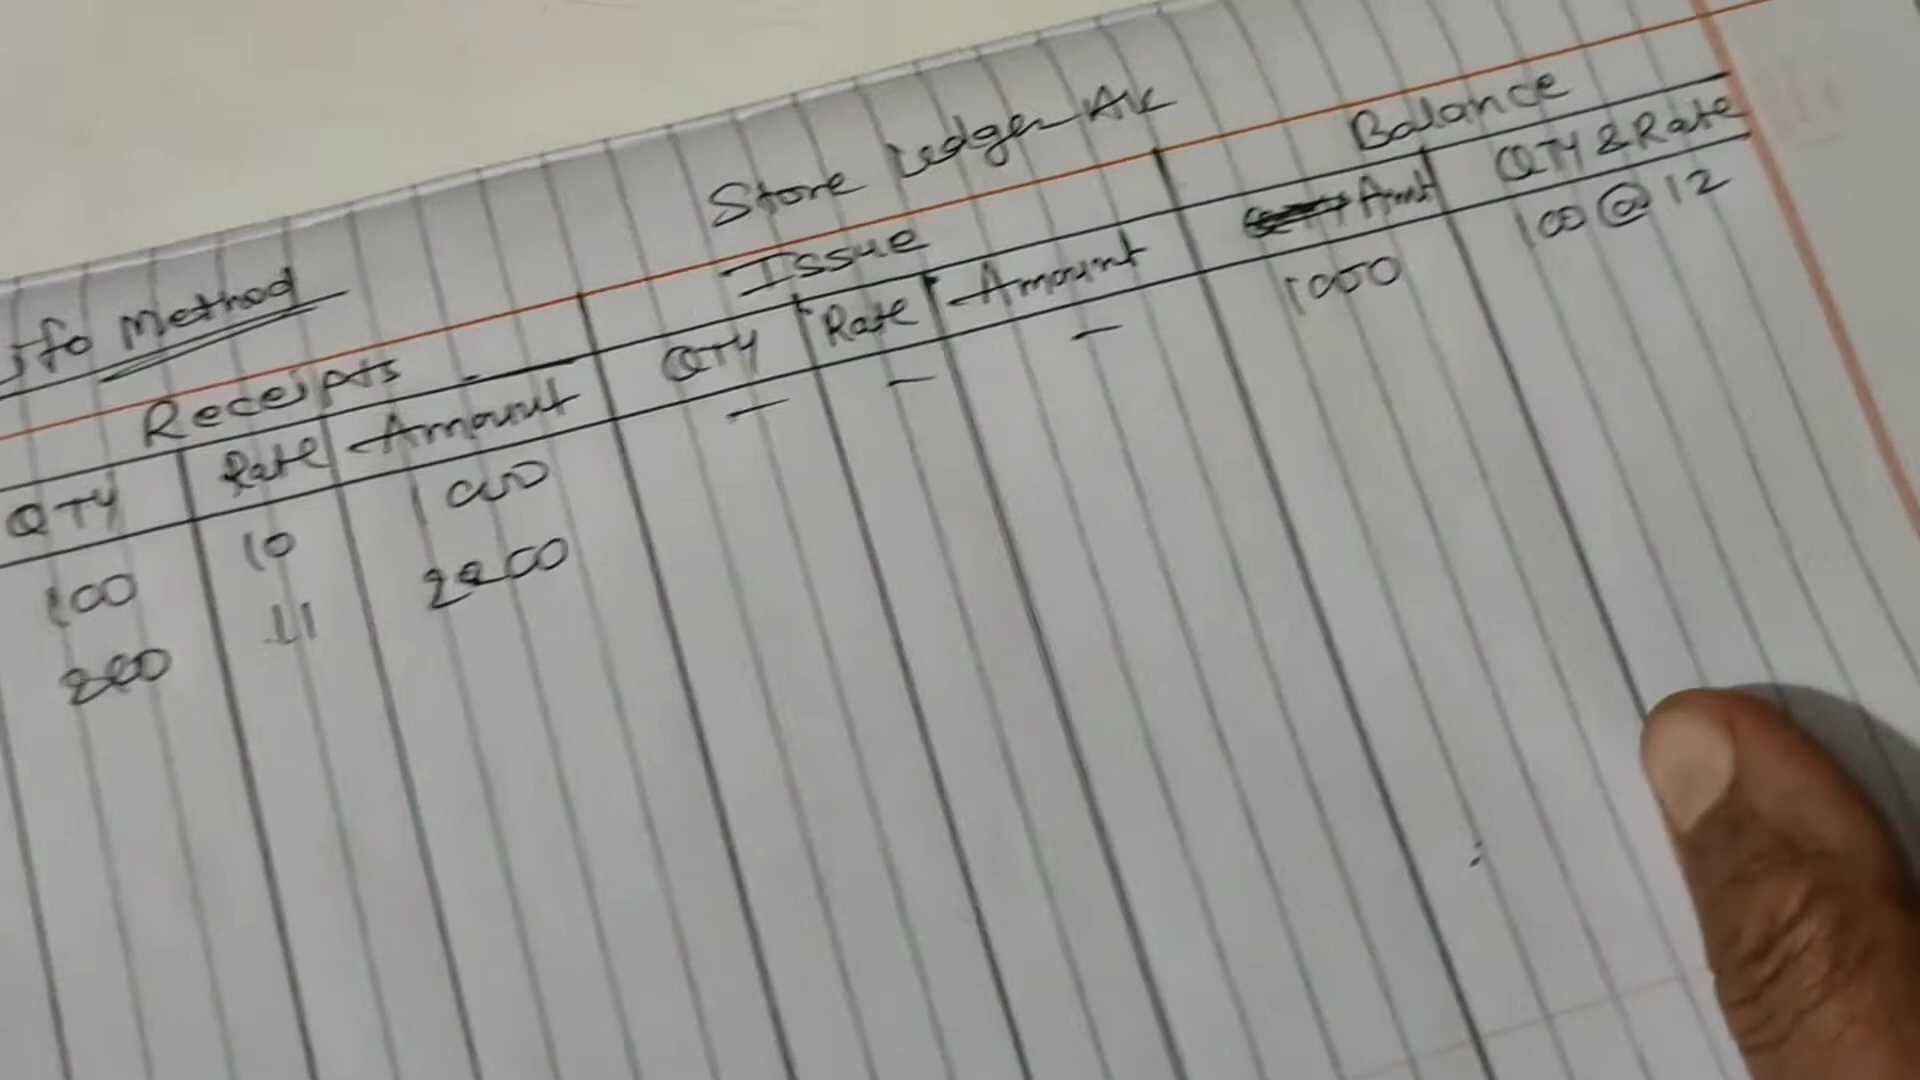 Store Ledger A/c
ifo Method
Receipts Issue Balance
QTY Rate Amount QTY Rate Amount Amt QTY & Rate
100 10 1000 — — — 1000 100 @ 12
200 11 2200